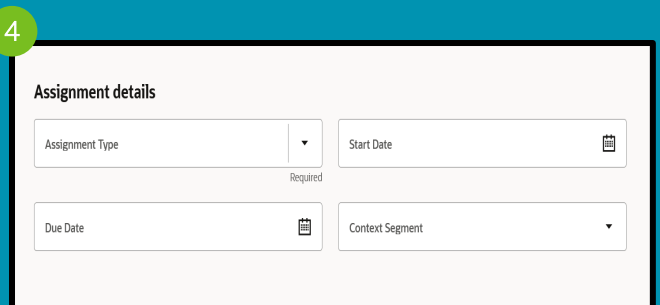 4
Assignment details
Assignment Type
Start Date
Required
Due Date
Context Segment